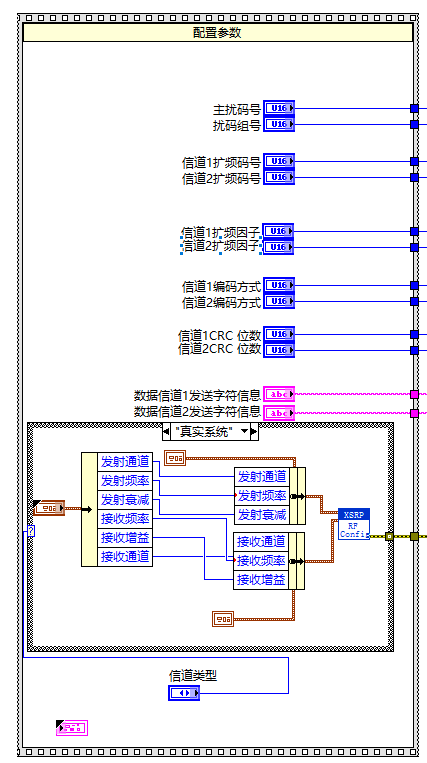 配置参数
主扰码号 U16
扰码组号 U16
信道1扩频码号 U16
信道2扩频码号 U16
信道1扩频因子 U16
信道2扩频因子 U16
信道1编码方式 U16
信道2编码方式 U16
信道1CRC 位数 U16
信道2CRC 位数 U16
数据信道1发送字符信息 abc
数据信道2发送字符信息 abc
"真实系统"
发射通道
发射频率
发射衰减
接收频率
接收增益
接收通道
发射通道
发射频率
发射衰减
接收通道
接收频率
接收增益
XSRP
RF
Config
?
信道类型